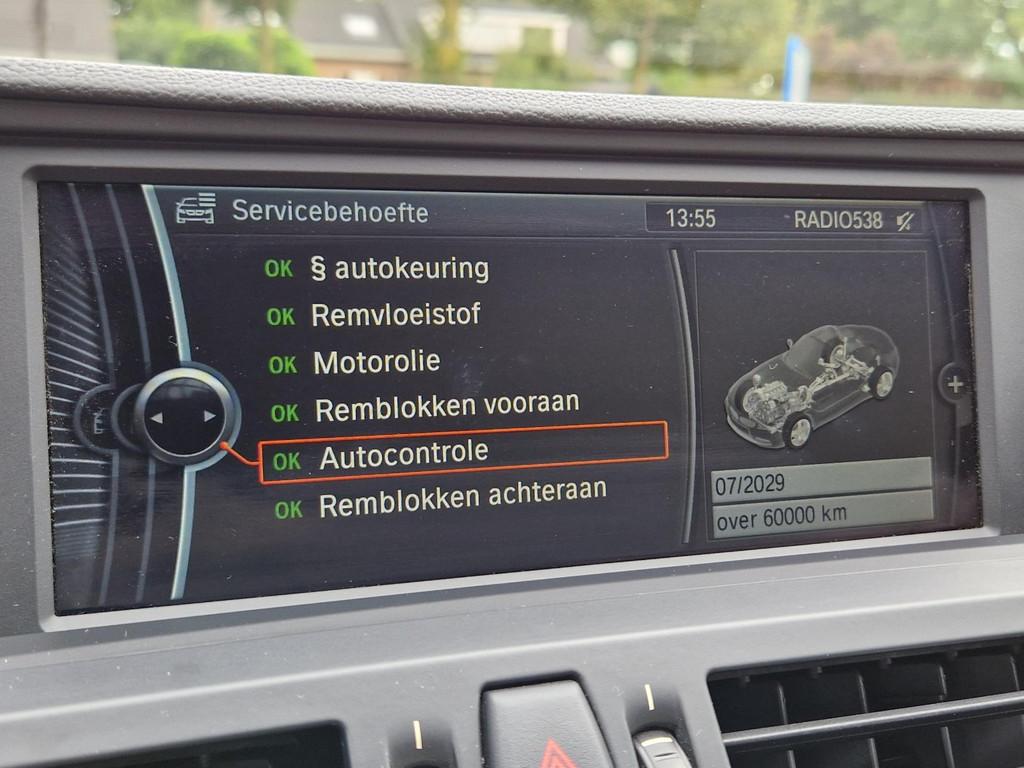 Servicebehoefte
13:55
RADIO538
OK § autokeuring
OK Remvloeistof
OK Motorolie
OK Remblokken vooraan
OK Autocontrole
OK Remblokken achteraan
07/2029
over 60000 km